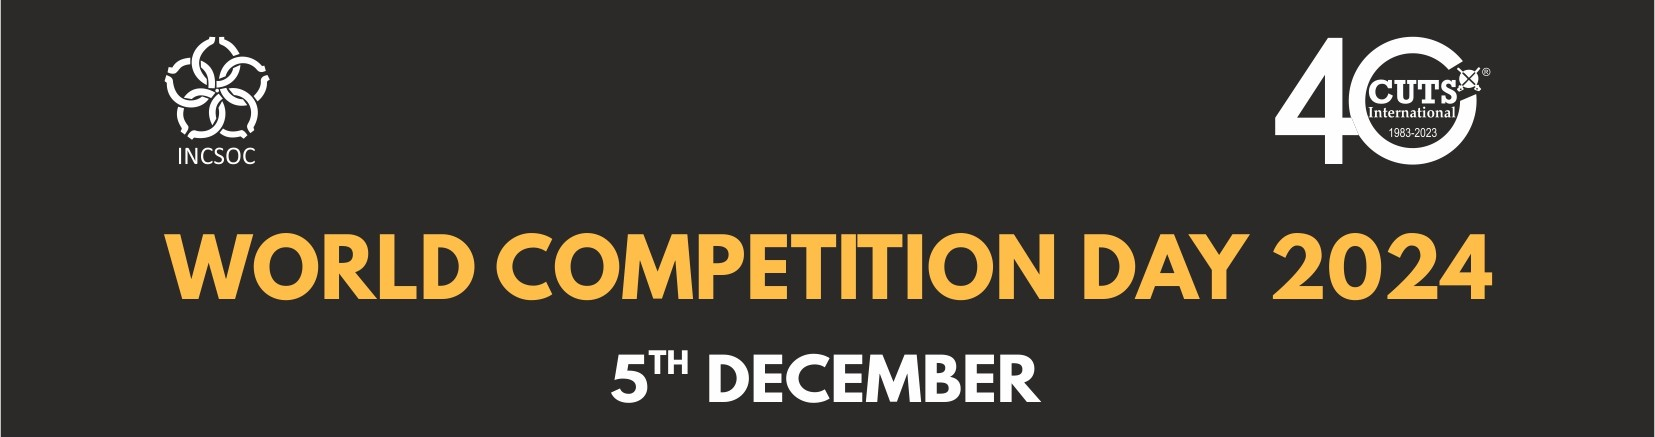 INCSOC
40
CUTS ®
International
1983-2023
WORLD COMPETITION DAY 2024
5TH DECEMBER